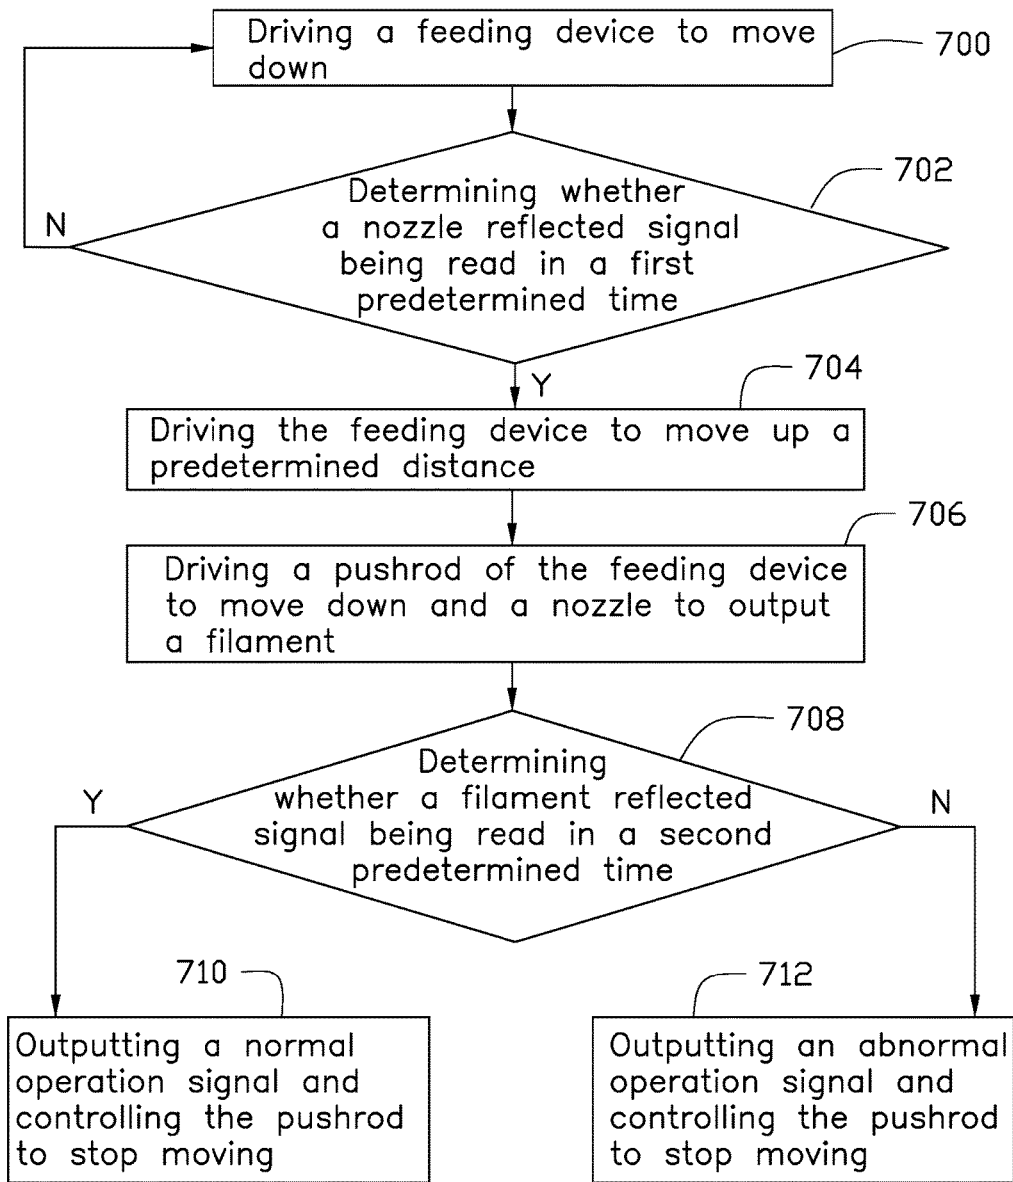 Driving a feeding device to move
down
700
702
Determining whether
a nozzle reflected signal
being read in a first
predetermined time
N
Y
704
Driving the feeding device to move up a
predetermined distance
706
Driving a pushrod of the feeding device
to move down and a nozzle to output
a filament
708
Determining
whether a filament reflected
signal being read in a second
predetermined time
Y
N
710
Outputting a normal
operation signal and
controlling the pushrod
to stop moving
712
Outputting an abnormal
operation signal and
controlling the pushrod
to stop moving